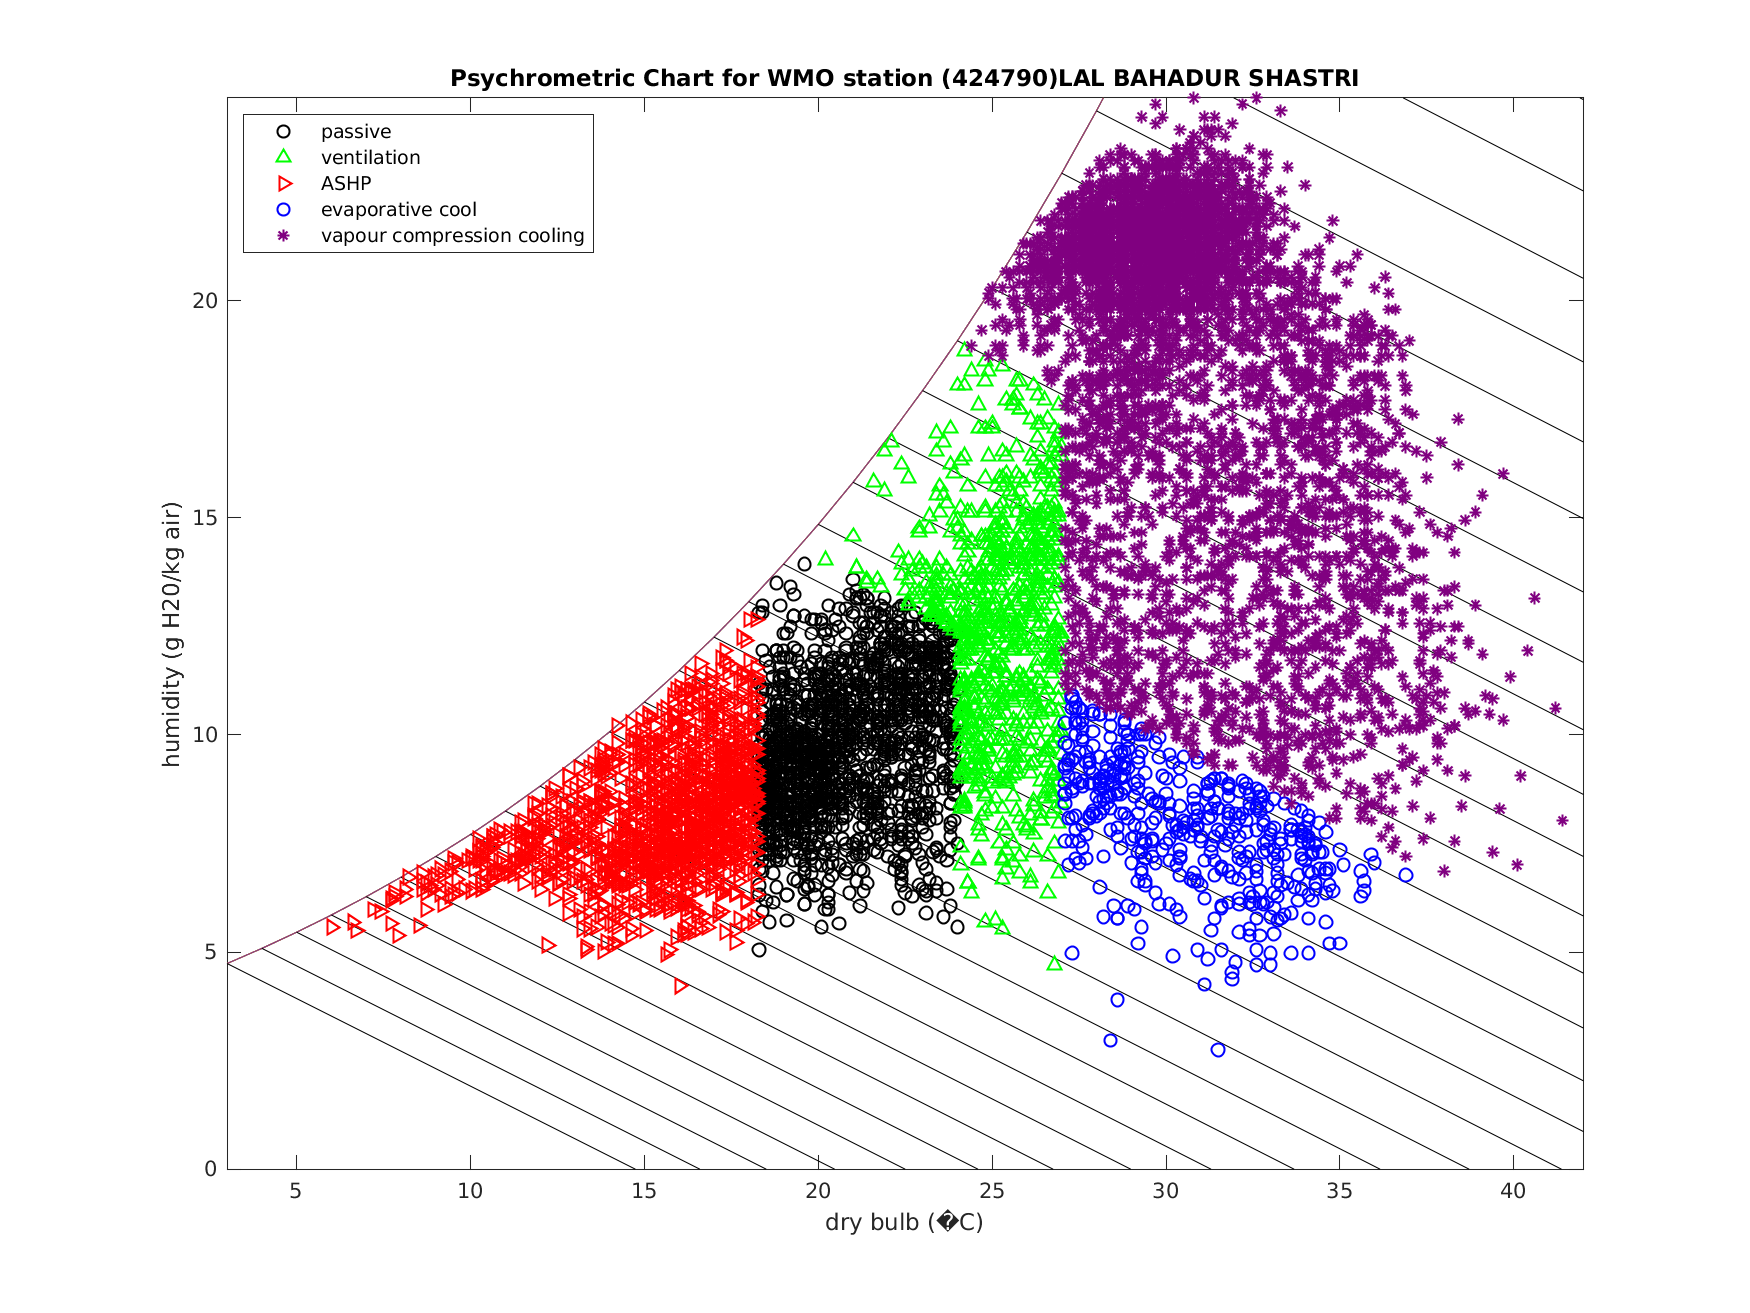 Psychrometric Chart for WMO station (424790)LAL BAHADUR SHASTRI
passive
ventilation
ASHP
evaporative cool
vapour compression cooling
humidity (g H20/kg air)
20
15
10
5
0
5 10 15 20 25 30 35 40
dry bulb (�C)